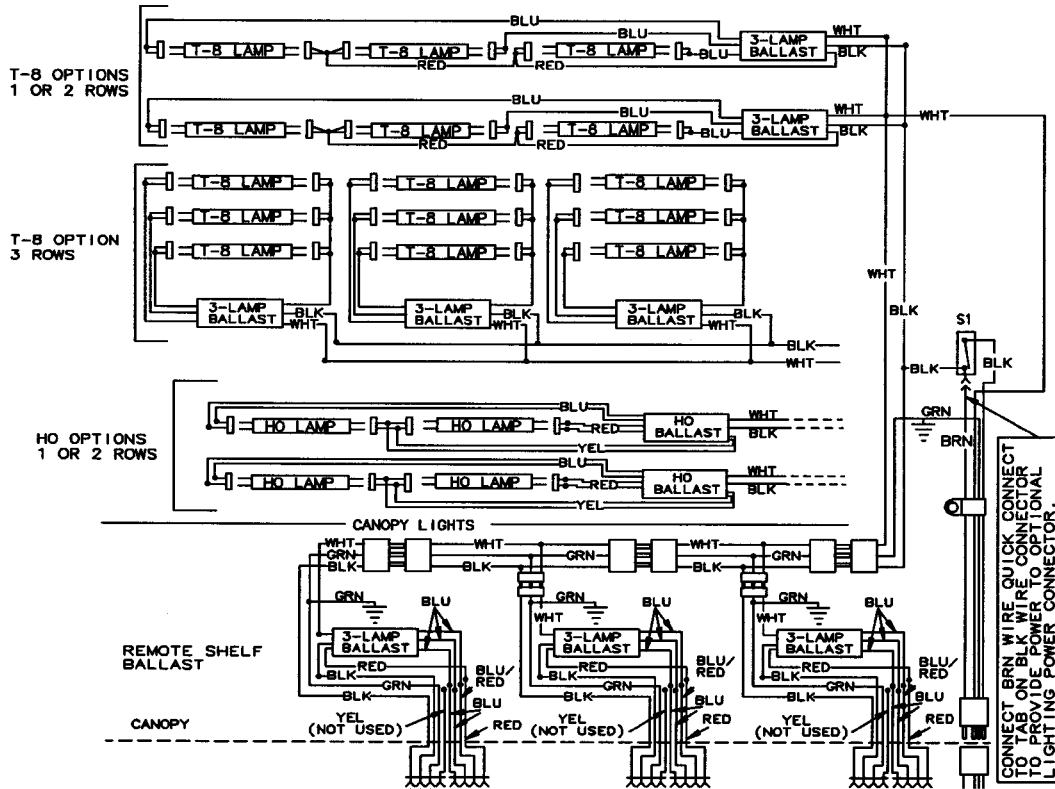 BLU
WHT
T-8 LAMP
T-8 LAMP
BLU
T-8 LAMP
BLU
3-LAMP
BALLAST
BLK
RED
RED
T-8 OPTIONS
1 OR 2 ROWS
BLU
WHT
WHT
T-8 LAMP
T-8 LAMP
BLU
T-8 LAMP
BLU
3-LAMP
BALLAST
BLK
RED
RED
T-8 LAMP
T-8 LAMP
T-8 LAMP
T-8 LAMP
T-8 LAMP
T-8 LAMP
T-8 OPTION
3 ROWS
T-8 LAMP
T-8 LAMP
T-8 LAMP
WHT
3-LAMP
BALLAST
BLK
WHT
3-LAMP
BALLAST
BLK
WHT
3-LAMP
BALLAST
BLK
WHT
BLK
S1
BLK
WHT
BLK
BLK
BLU
WHT
GRN
HO OPTIONS
1 OR 2 ROWS
HO LAMP
HO LAMP
RED
HO
BALLAST
BLK
YEL
BRN
BLU
WHT
HO LAMP
HO LAMP
RED
HO
BALLAST
BLK
YEL
CONNECT BRN WIRE QUICK CONNECT
TO TAB ON BLK WIRE CONNECTOR
TO PROVIDE POWER TO OPTIONAL
LIGHTING POWER CONNECTOR.
CANOPY LIGHTS
WHT
WHT
WHT
GRN
GRN
GRN
BLK
BLK
BLK
GRN
BLU
GRN
BLU
GRN
BLU
WHT
WHT
REMOTE SHELF
BALLAST
3-LAMP
BALLAST
3-LAMP
BALLAST
3-LAMP
BALLAST
RED
BLU/
RED
RED
BLU/
RED
RED
BLU/
RED
BLK
BLK
BLK
GRN
GRN
GRN
BLK
BLU
BLK
BLU
BLK
BLU
CANOPY
YEL
(NOT USED)
RED
YEL
(NOT USED)
RED
YEL
(NOT USED)
RED